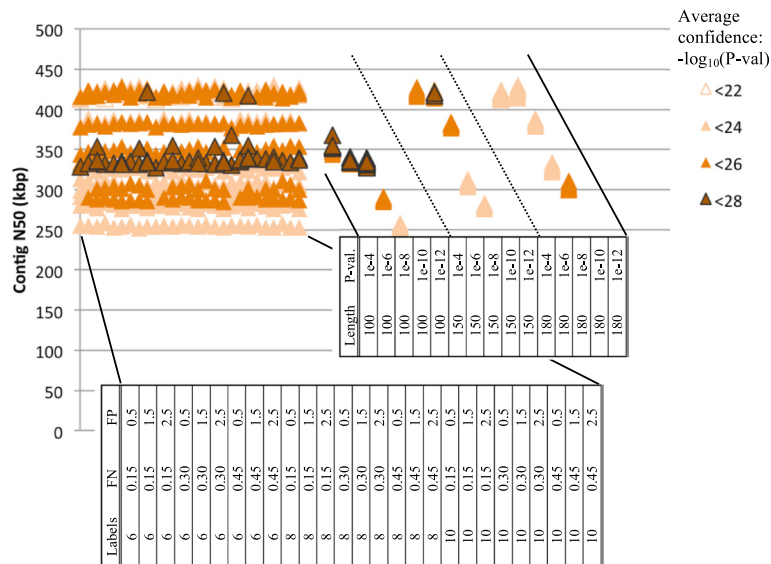 500
450
400
350
300
250
200
150
100
50
0
Contig N50 (kbp)
Average
confidence:
-log₁₀(P-val)
<22
<24
<26
<28
P-val. 1e-4 1e-6 1e-8 1e-10 1e-12 1e-4 1e-6 1e-8 1e-10 1e-12 1e-4 1e-6 1e-8 1e-10 1e-12
Length 100 100 100 100 100 150 150 150 150 150 180 180 180 180 180
FP 0.5 1.5 2.5 0.5 1.5 2.5 0.5 1.5 2.5 0.5 1.5 2.5 0.5 1.5 2.5 0.5 1.5 2.5 0.5 1.5 2.5 0.5 1.5 2.5 0.5 1.5 2.5
FN 0.15 0.15 0.15 0.30 0.30 0.30 0.45 0.45 0.45 0.15 0.15 0.15 0.30 0.30 0.30 0.45 0.45 0.45 0.15 0.15 0.15 0.30 0.30 0.30 0.45 0.45 0.45
Labels 6 6 6 6 6 6 6 6 6 8 8 8 8 8 8 8 8 8 10 10 10 10 10 10 10 10 10